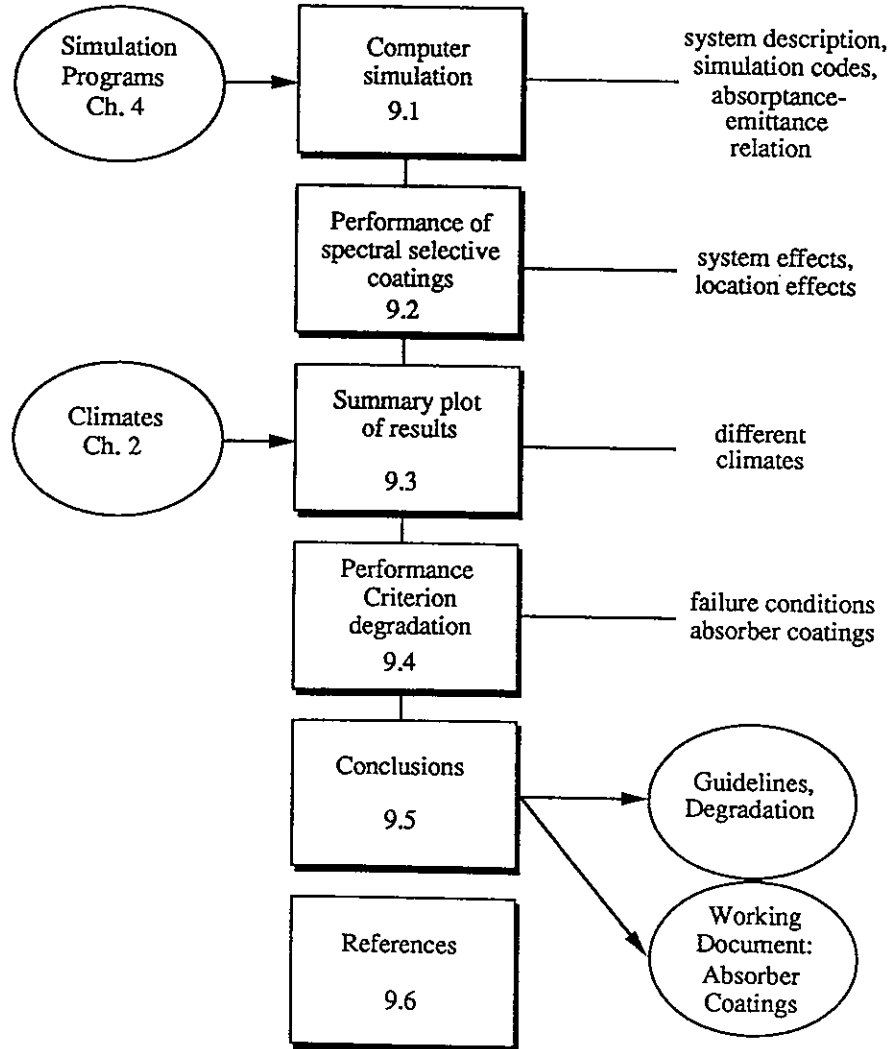 Simulation
Programs
Ch. 4
Computer
simulation
9.1
system description,
simulation codes,
absorptance-
emittance
relation
Performance of
spectral selective
coatings
9.2
system effects,
location effects
Climates
Ch. 2
Summary plot
of results
9.3
different
climates
Performance
Criterion
degradation
9.4
failure conditions
absorber coatings
Conclusions
9.5
Guidelines,
Degradation
Working
Document:
Absorber
Coatings
References
9.6